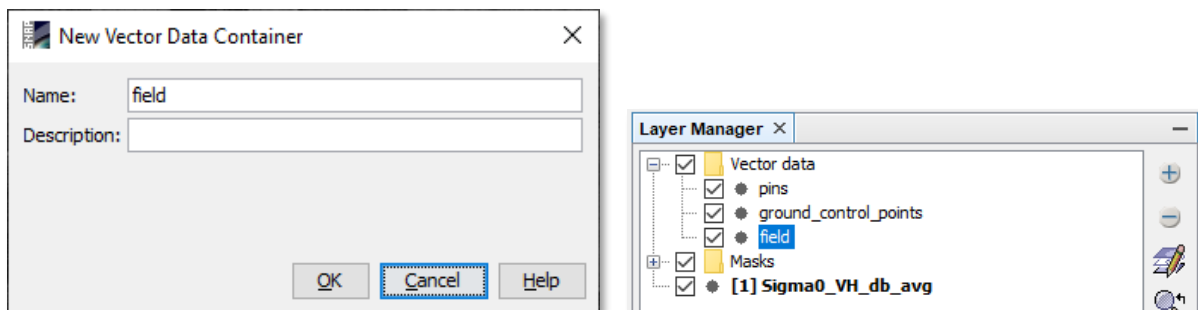 New Vector Data Container
Name: field
Description:
OK Cancel Help
Layer Manager
Vector data
pins
ground_control_points
field
Masks
[1] Sigma0_VH_db_avg